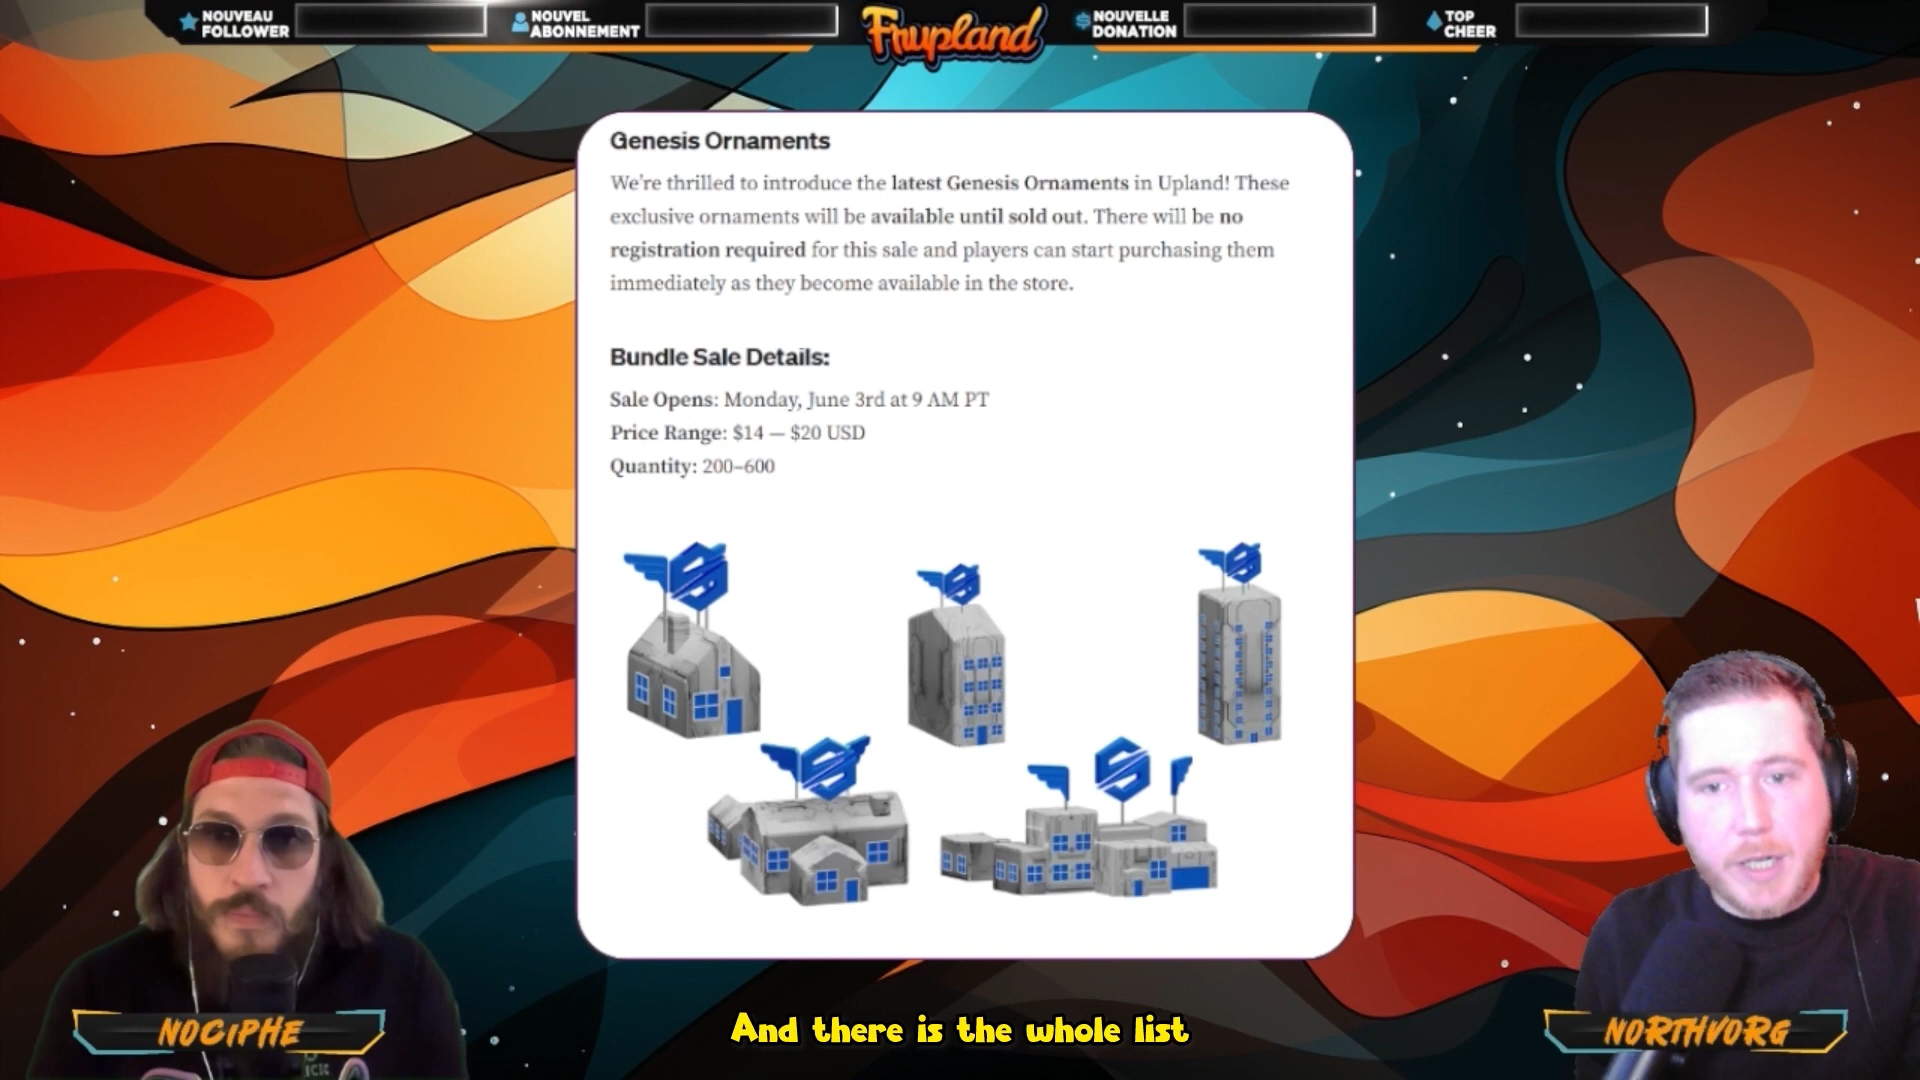 NOUVEAU
FOLLOWER
NOUVEL
ABONNEMENT
Frupland
NOUVELLE
DONATION
TOP
CHEER
Genesis Ornaments
We're thrilled to introduce the latest Genesis Ornaments in Upland! These
exclusive ornaments will be available until sold out. There will be no
registration required for this sale and players can start purchasing them
immediately as they become available in the store.
Bundle Sale Details:
Sale Opens: Monday, June 3rd at 9 AM PT
Price Range: $14 — $20 USD
Quantity: 200–600
NOCIPHE
And there is the whole list
NORTHVORG